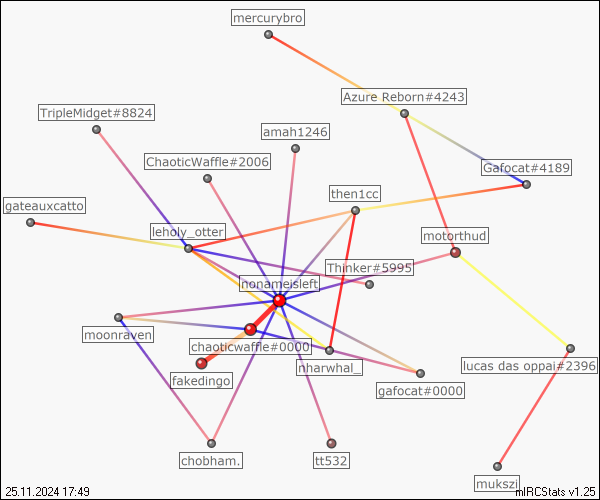 mercurybro
Azure Reborn#4243
TripleMidget#8824
amah1246
ChaoticWaffle#2006
Gafocat#4189
then1cc
gateauxcatto
leholy_otter
motorthud
Thinker#5995
nonameisleft
moonraven
chaoticwaffle#0000
nharwhal_
lucas das oppai#2396
fakedingo
gafocat#0000
chobham.
tt532
mukszi
25.11.2024 17:49
mIRCStats v1.25